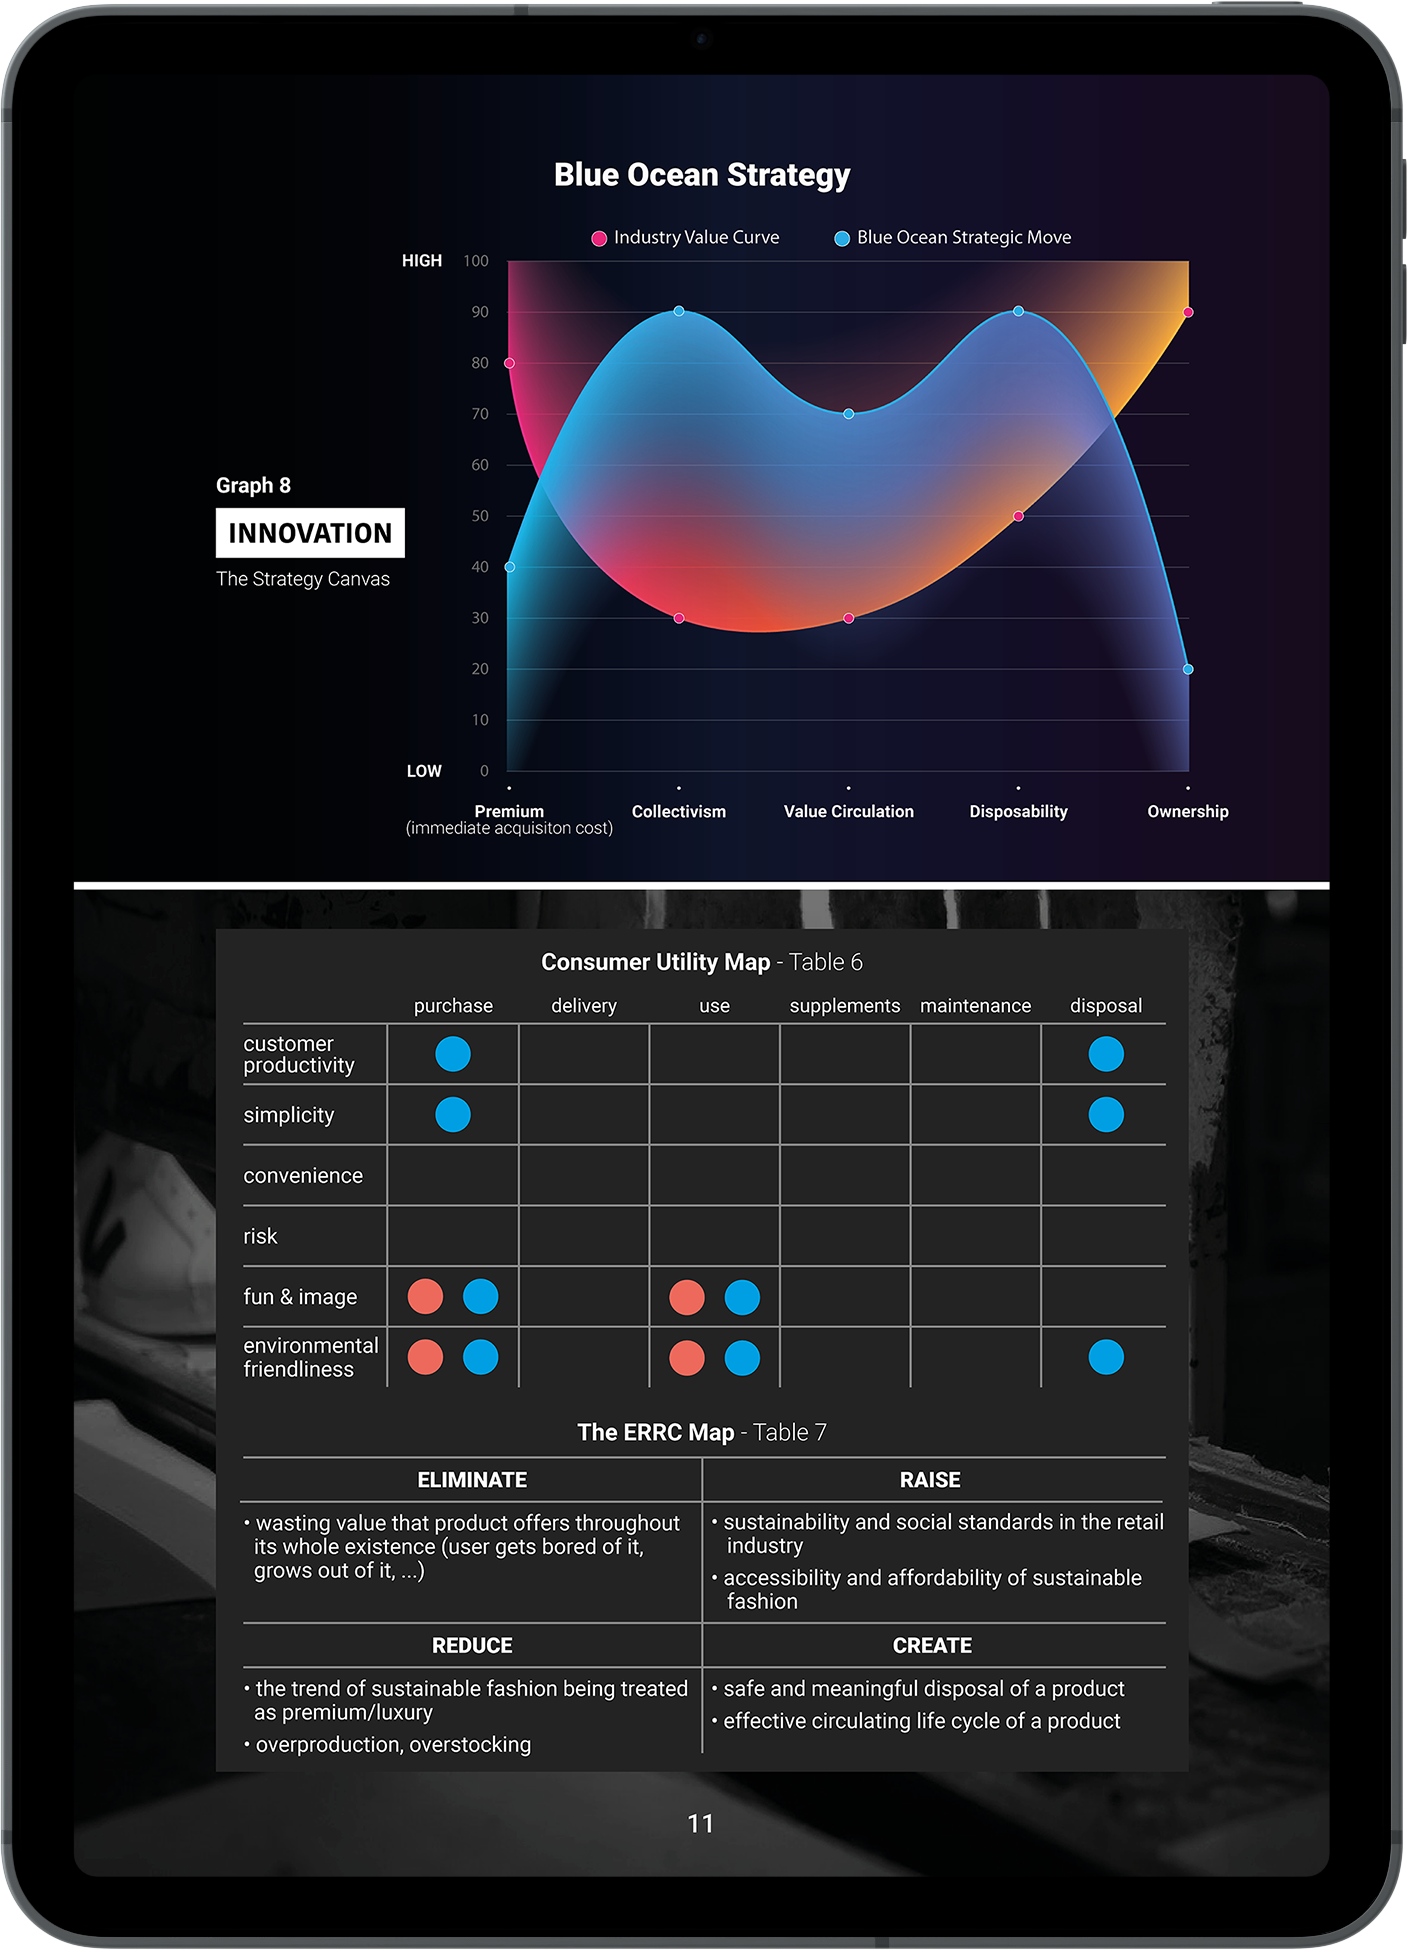 Blue Ocean Strategy
Industry Value Curve
Blue Ocean Strategic Move
HIGH
100
90
80
70
60
50
40
30
20
10
LOW
0
Graph 8
INNOVATION
The Strategy Canvas
Premium
(immediate acquisiton cost)
Collectivism
Value Circulation
Disposability
Ownership
Consumer Utility Map - Table 6
purchase
delivery
use
supplements
maintenance
disposal
customer
productivity
simplicity
convenience
risk
fun & image
environmental
friendliness
The ERRC Map - Table 7
ELIMINATE
• wasting value that product offers throughout
its whole existence (user gets bored of it,
grows out of it, ...)
RAISE
• sustainability and social standards in the retail
industry
• accessibility and affordability of sustainable
fashion
REDUCE
• the trend of sustainable fashion being treated
as premium/luxury
• overproduction, overstocking
CREATE
• safe and meaningful disposal of a product
• effective circulating life cycle of a product
11